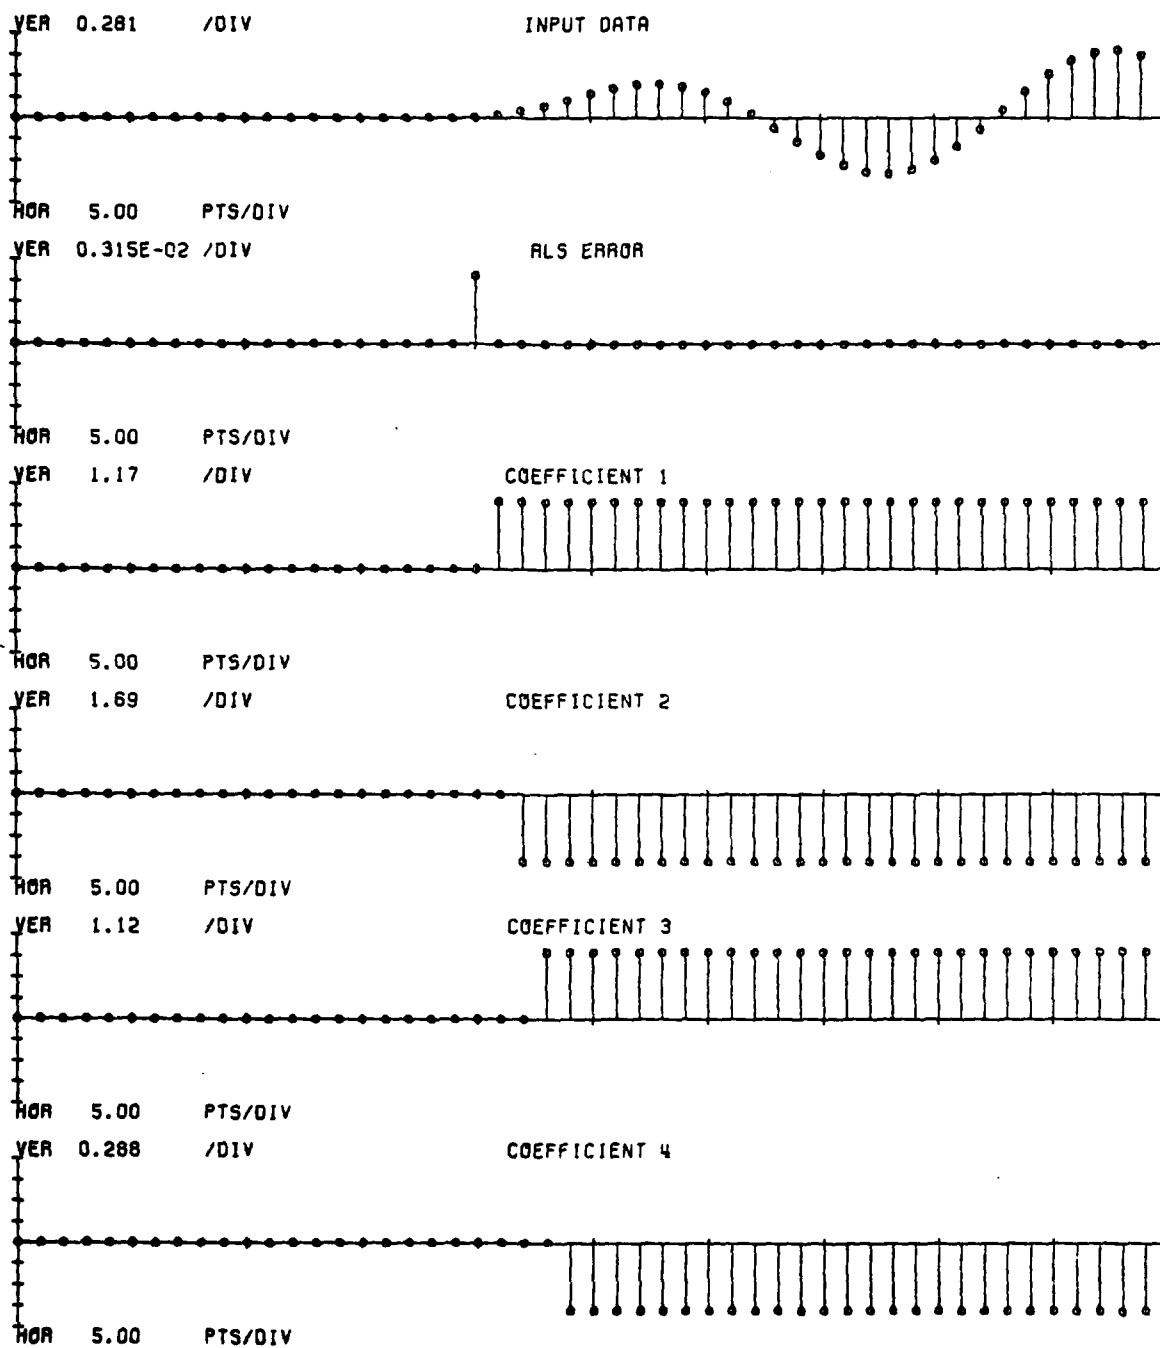 VER 0.281 /DIV INPUT DATA
HOR 5.00 PTS/DIV
VER 0.315E-02 /DIV RLS ERROR
HOR 5.00 PTS/DIV
VER 1.17 /DIV COEFFICIENT 1
HOR 5.00 PTS/DIV
VER 1.69 /DIV COEFFICIENT 2
HOR 5.00 PTS/DIV
VER 1.12 /DIV COEFFICIENT 3
HOR 5.00 PTS/DIV
VER 0.288 /DIV COEFFICIENT 4
HOR 5.00 PTS/DIV